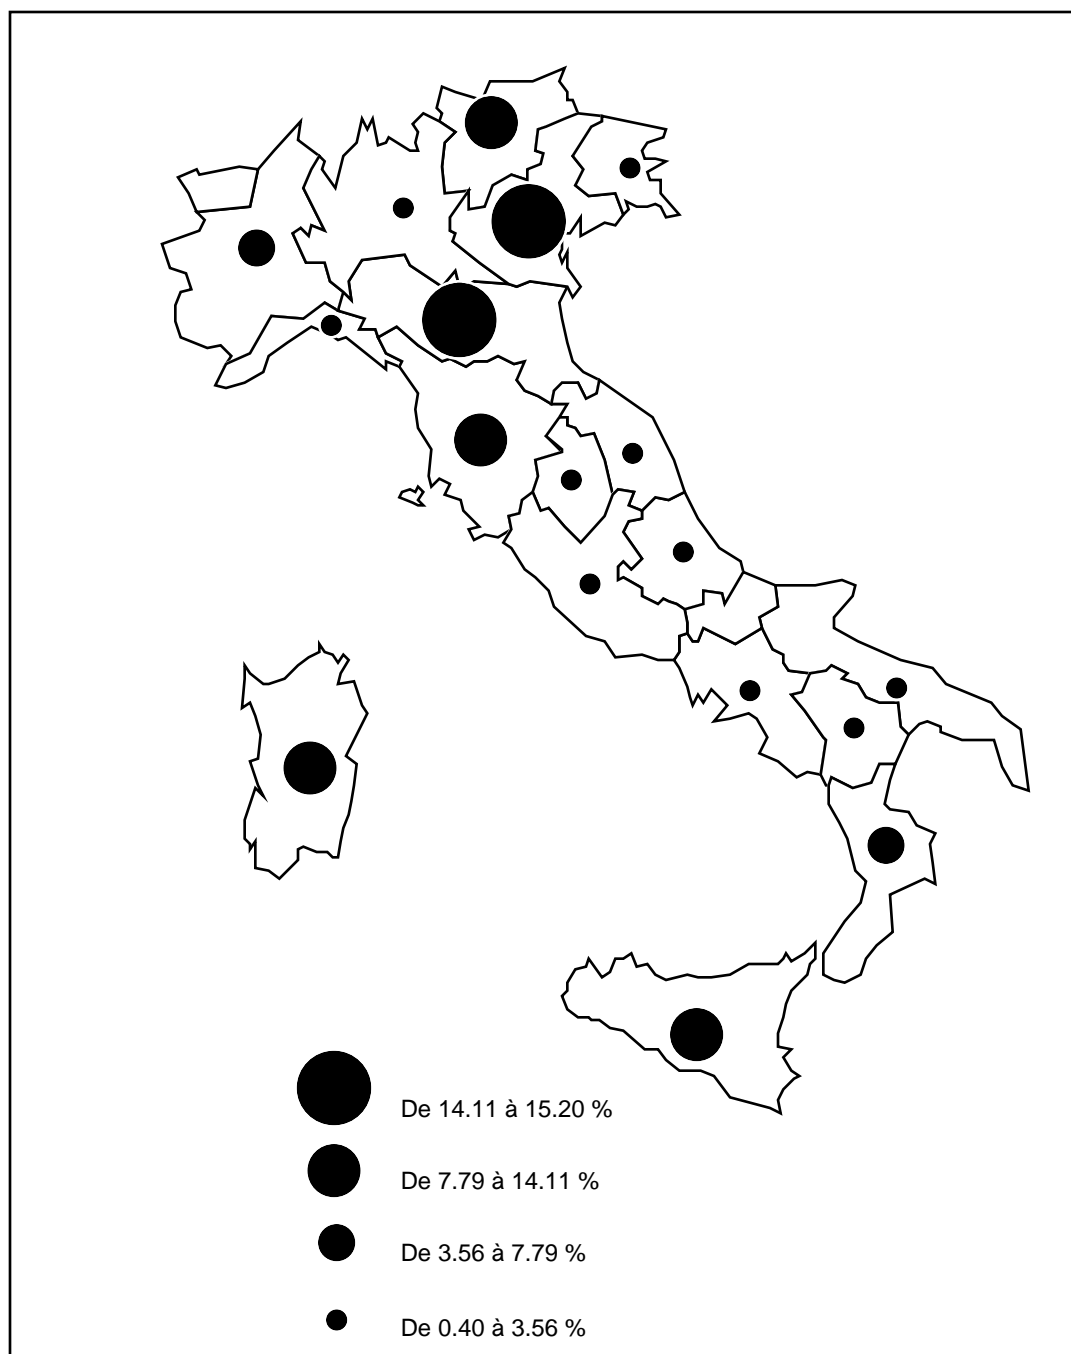 De 14.11 à 15.20 %
De 7.79 à 14.11 %
De 3.56 à 7.79 %
De 0.40 à 3.56 %